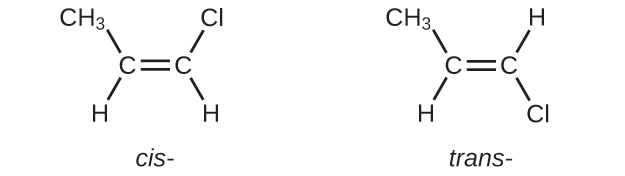 CH₃ Cl H CH₃
C C C C
H H H Cl
cis- trans-